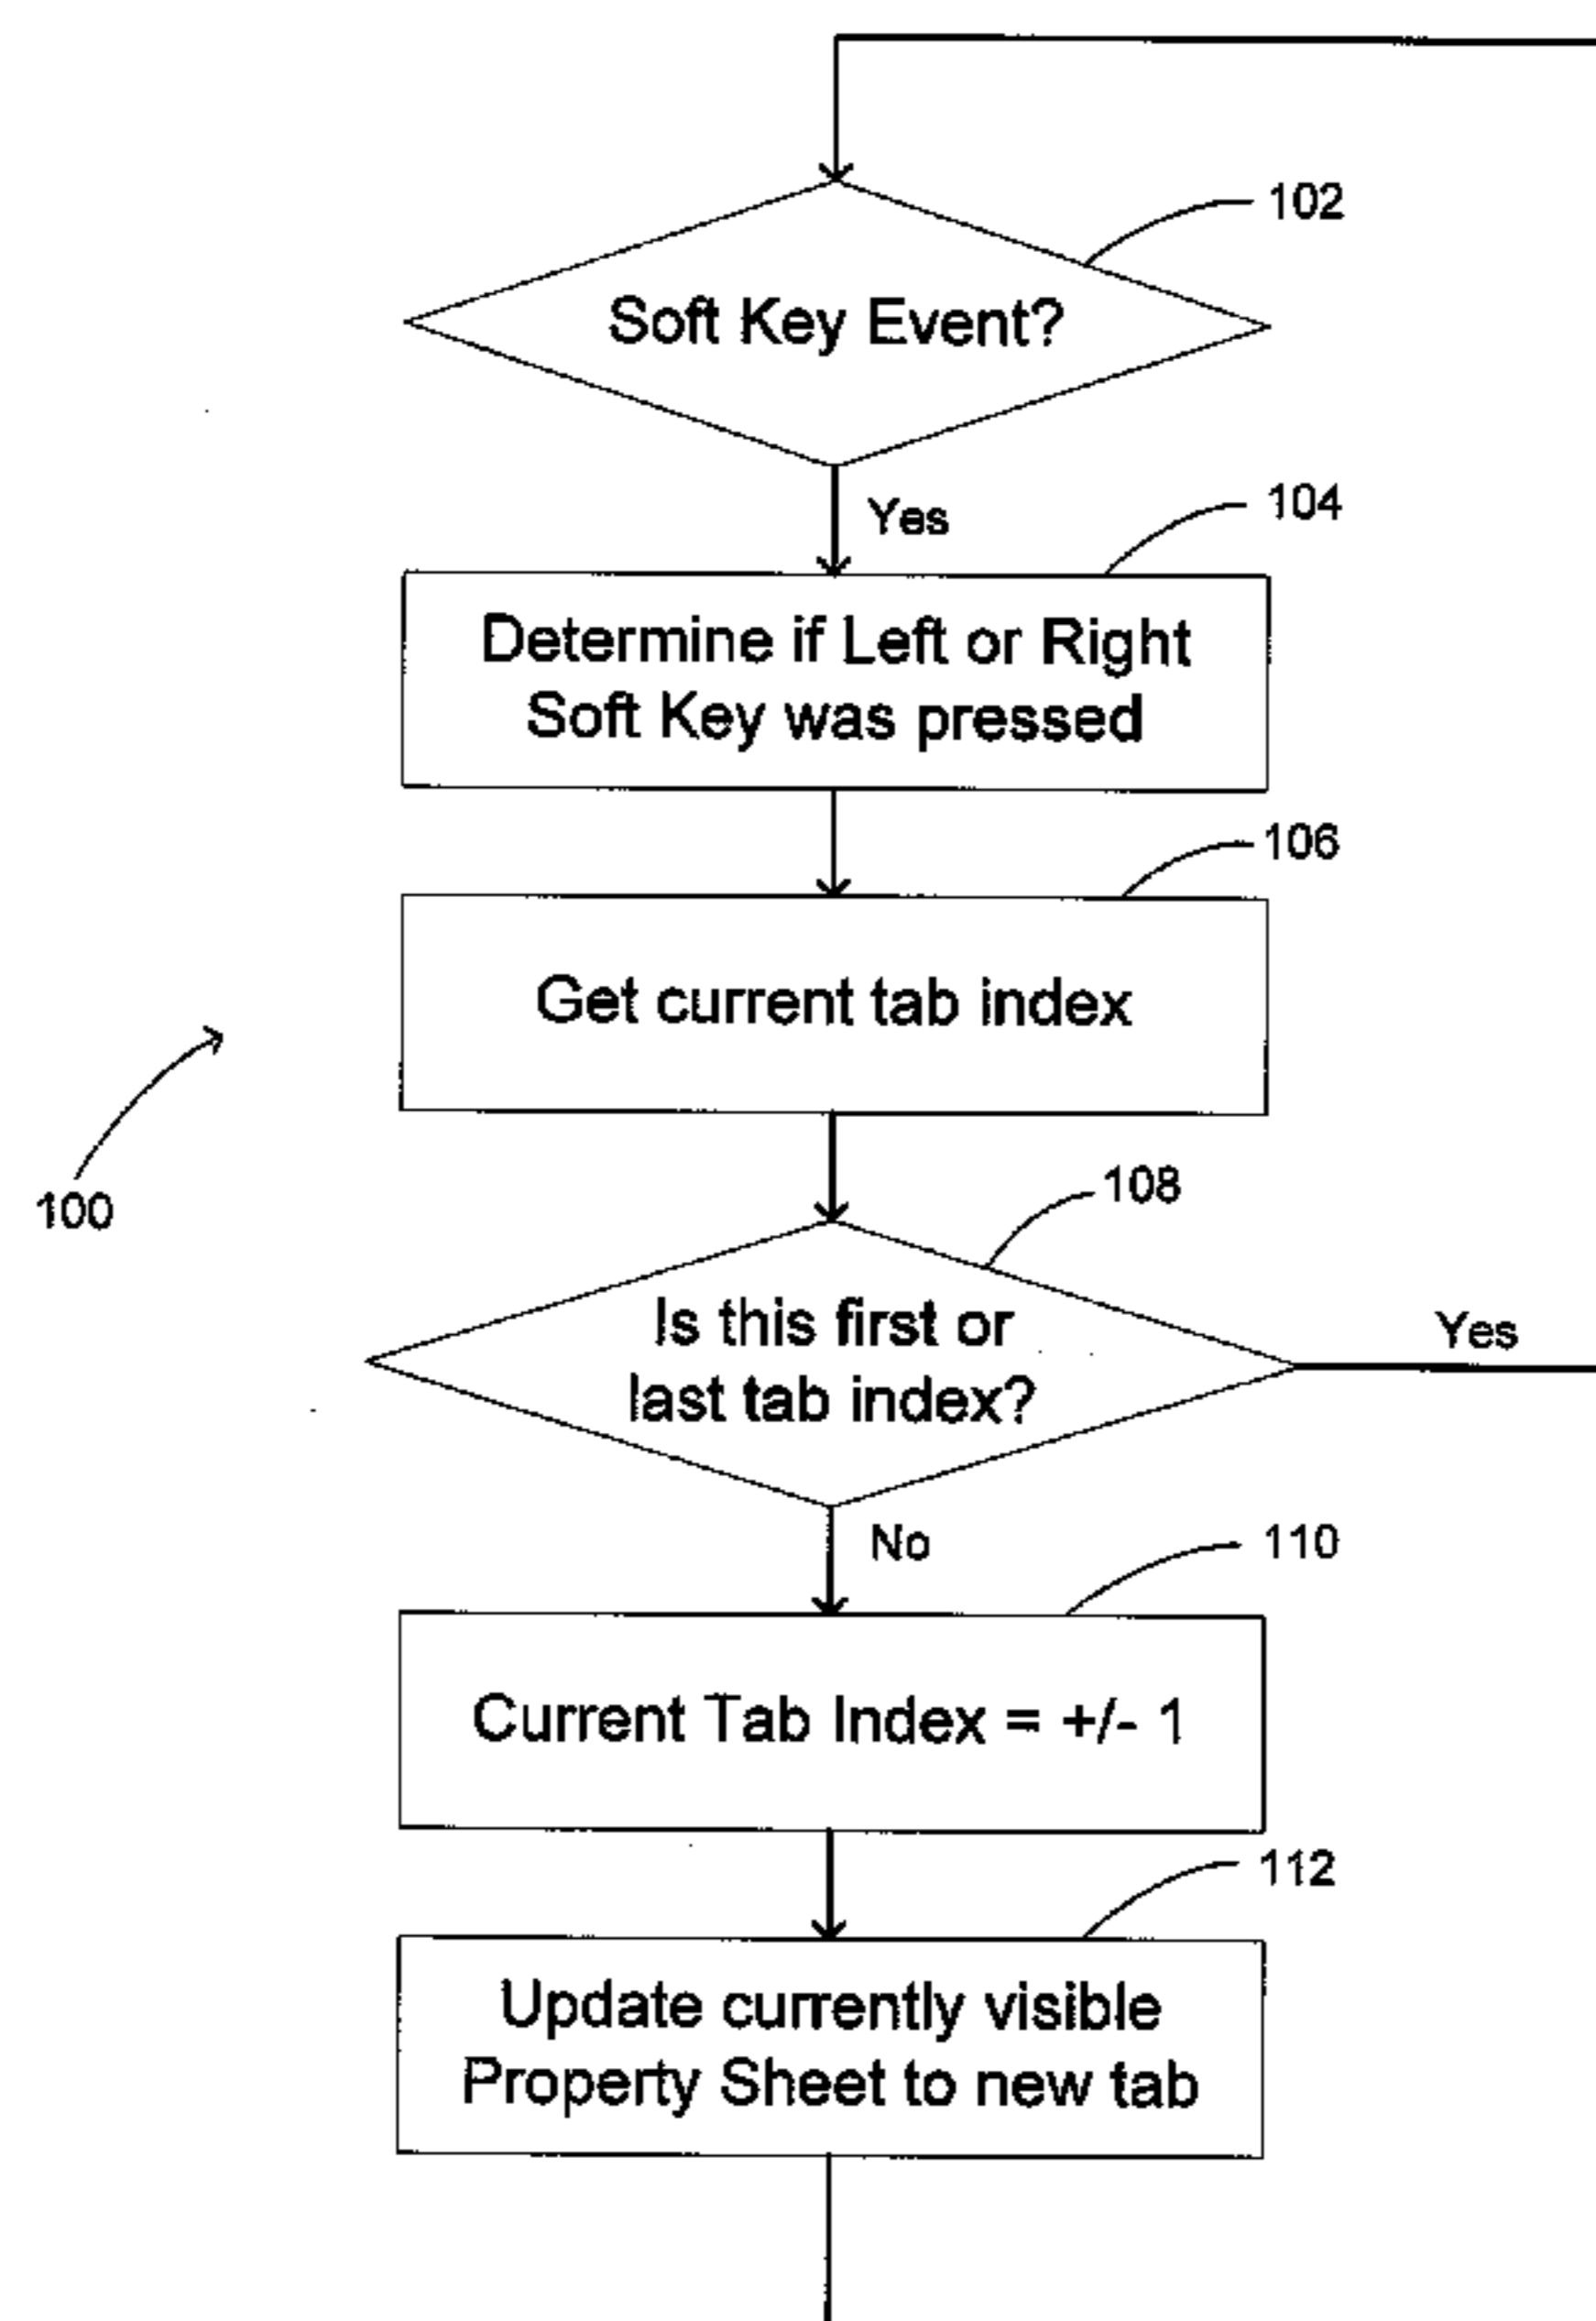 102
Soft Key Event?
Yes
104
Determine if Left or Right
Soft Key was pressed
106
Get current tab index
100
108
Is this first or
last tab index?
Yes
No
110
Current Tab Index = +/- 1
112
Update currently visible
Property Sheet to new tab